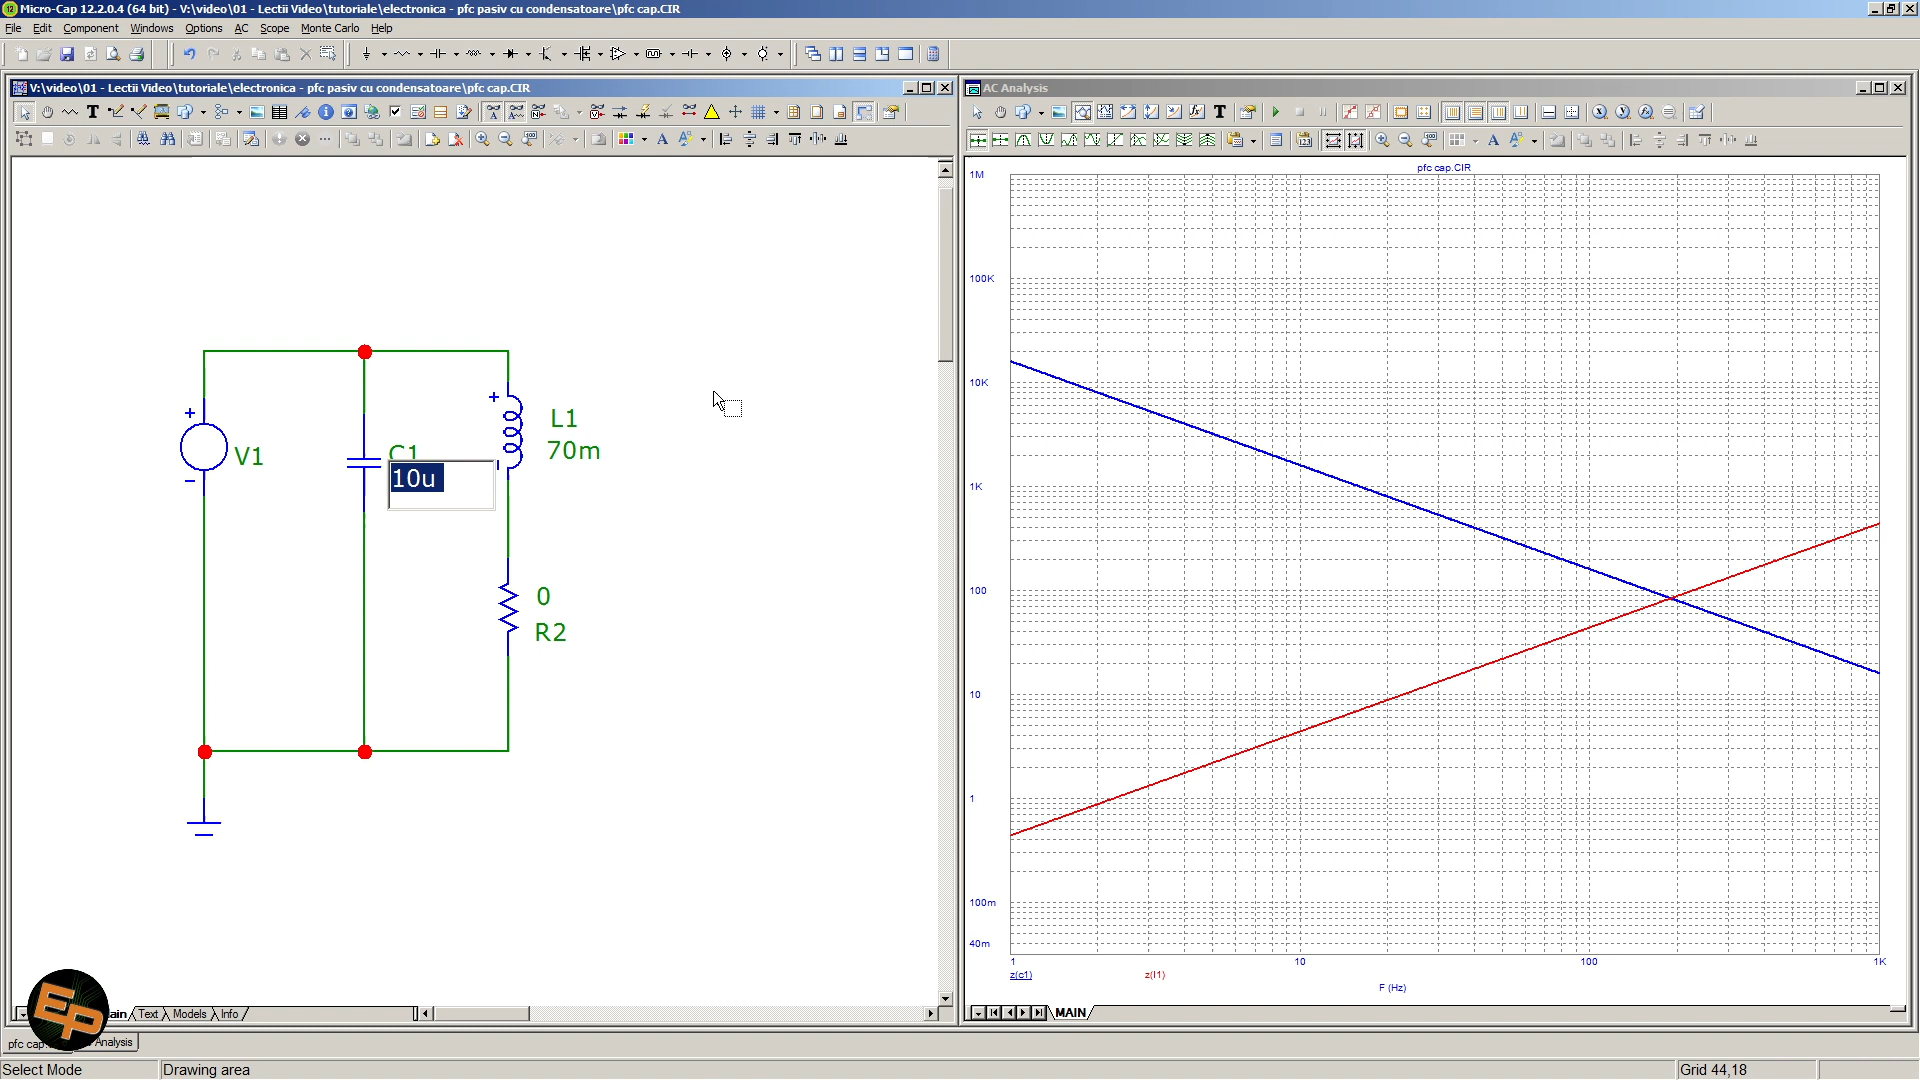 Micro-Cap 12.2.0.4 (64 bit) - V:\video\01 - Lectii Video\tutoriale\electronica - pfc pasiv cu condensatoare\pfc cap.CIR
File Edit Component Windows Options AC Scope Monte Carlo Help
V:\video\01 - Lectii Video\tutoriale\electronica - pfc pasiv cu condensatoare\pfc cap.CIR
AC Analysis
pfc cap.CIR
1M
100K
10K
1K
100
10
1
100m
40m
1 10 100 1K
z(c1) z(l1)
F (Hz)
V1
C1
10u
L1
70m
0
R2
EP
ain Text Models Info
MAIN
pfc cap. Analysis
Select Mode Drawing area Grid 44,18